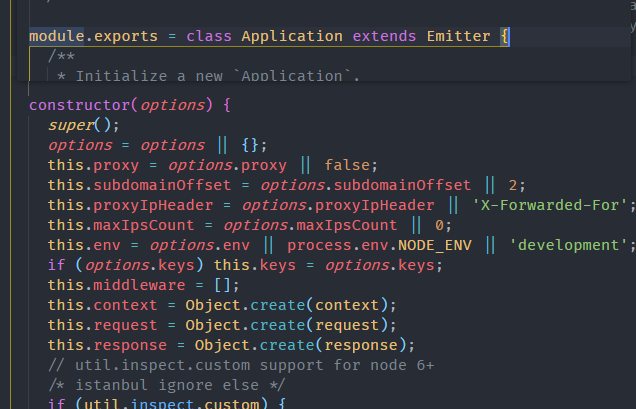 module.exports = class Application extends Emitter {
/**
* Initialize a new `Application`.
constructor(options) {
super();
options = options || {};
this.proxy = options.proxy || false;
this.subdomainOffset = options.subdomainOffset || 2;
this.proxyIpHeader = options.proxyIpHeader || 'X-Forwarded-For';
this.maxIpsCount = options.maxIpsCount || 0;
this.env = options.env || process.env.NODE_ENV || 'development';
if (options.keys) this.keys = options.keys;
this.middleware = [];
this.context = Object.create(context);
this.request = Object.create(request);
this.response = Object.create(response);
// util.inspect.custom support for node 6+
/* istanbul ignore else */
if (util.inspect.custom) {